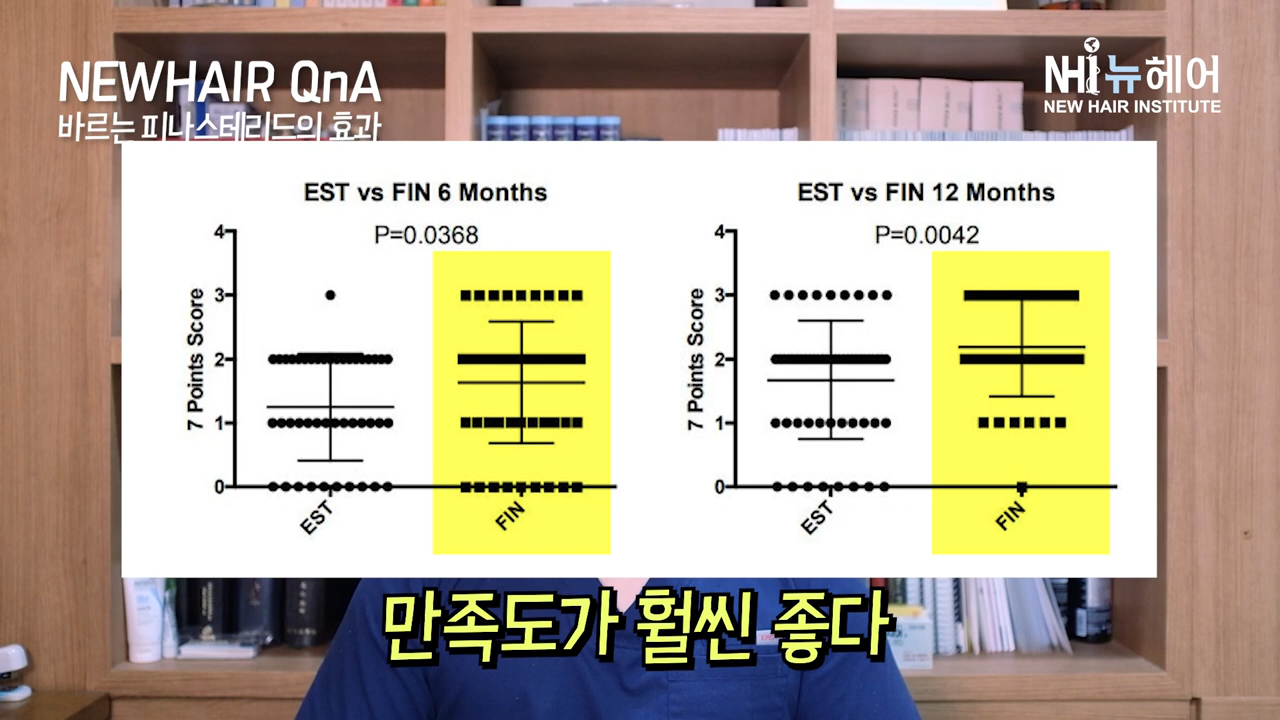 NEWHAIR QnA
바르는 피나스테리드의 효과
NHI 뉴헤어
NEW HAIR INSTITUTE
EST vs FIN 6 Months
P=0.0368
7 Points Score
4
3
2
1
0
EST
FIN
EST vs FIN 12 Months
P=0.0042
7 Points Score
4
3
2
1
0
EST
FIN
만족도가 훨씬 좋다